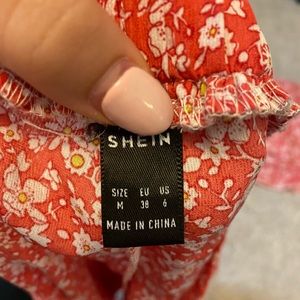 SHEIN
SIZE EU US
M 38 6
MADE IN CHINA